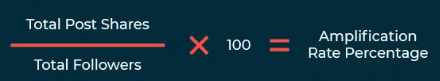 Total Post Shares
Total Followers
× 100 =
Amplification
Rate Percentage